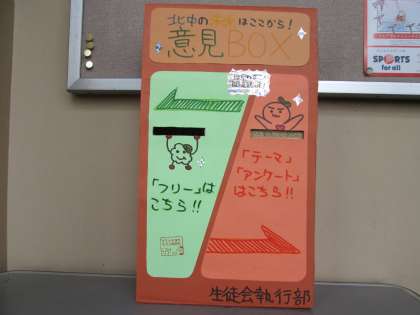 北中の未来はここから!
意見BOX
「テーマ」
「アンケート」
はこちら!!
「フリー」は
こちら!!
生徒会執行部
SPORTS
for all